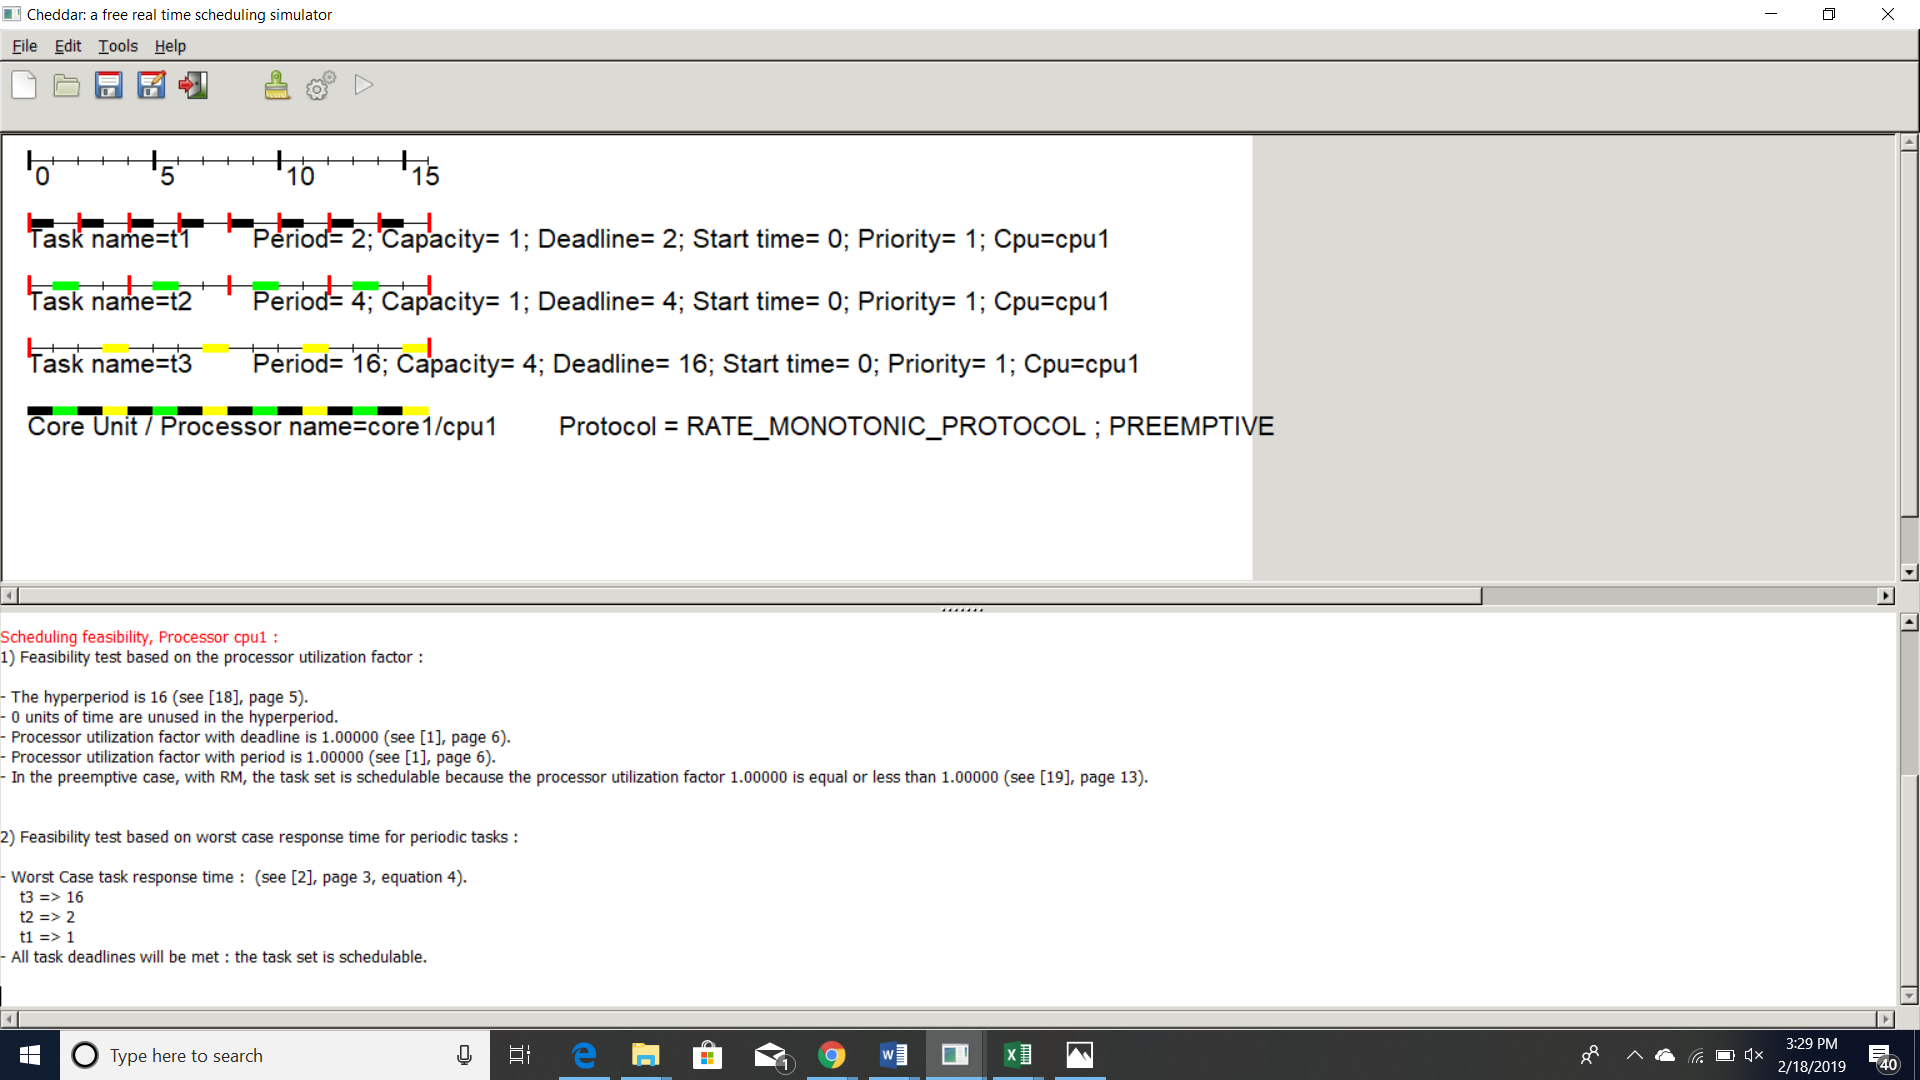 Cheddar: a free real time scheduling simulator
File Edit Tools Help
0 5 10 15
Task name=t1 Period= 2; Capacity= 1; Deadline= 2; Start time= 0; Priority= 1; Cpu=cpu1
Task name=t2 Period= 4; Capacity= 1; Deadline= 4; Start time= 0; Priority= 1; Cpu=cpu1
Task name=t3 Period= 16; Capacity= 4; Deadline= 16; Start time= 0; Priority= 1; Cpu=cpu1
Core Unit / Processor name=core1/cpu1 Protocol = RATE_MONOTONIC_PROTOCOL ; PREEMPTIVE
Scheduling feasibility, Processor cpu1 :
1) Feasibility test based on the processor utilization factor :
- The hyperperiod is 16 (see [18], page 5).
- 0 units of time are unused in the hyperperiod.
- Processor utilization factor with deadline is 1.00000 (see [1], page 6).
- Processor utilization factor with period is 1.00000 (see [1], page 6).
- In the preemptive case, with RM, the task set is schedulable because the processor utilization factor 1.00000 is equal or less than 1.00000 (see [19], page 13).
2) Feasibility test based on worst case response time for periodic tasks :
- Worst Case task response time : (see [2], page 3, equation 4).
t3 => 16
t2 => 2
t1 => 1
- All task deadlines will be met : the task set is schedulable.
Type here to search
1
3:29 PM
2/18/2019
40